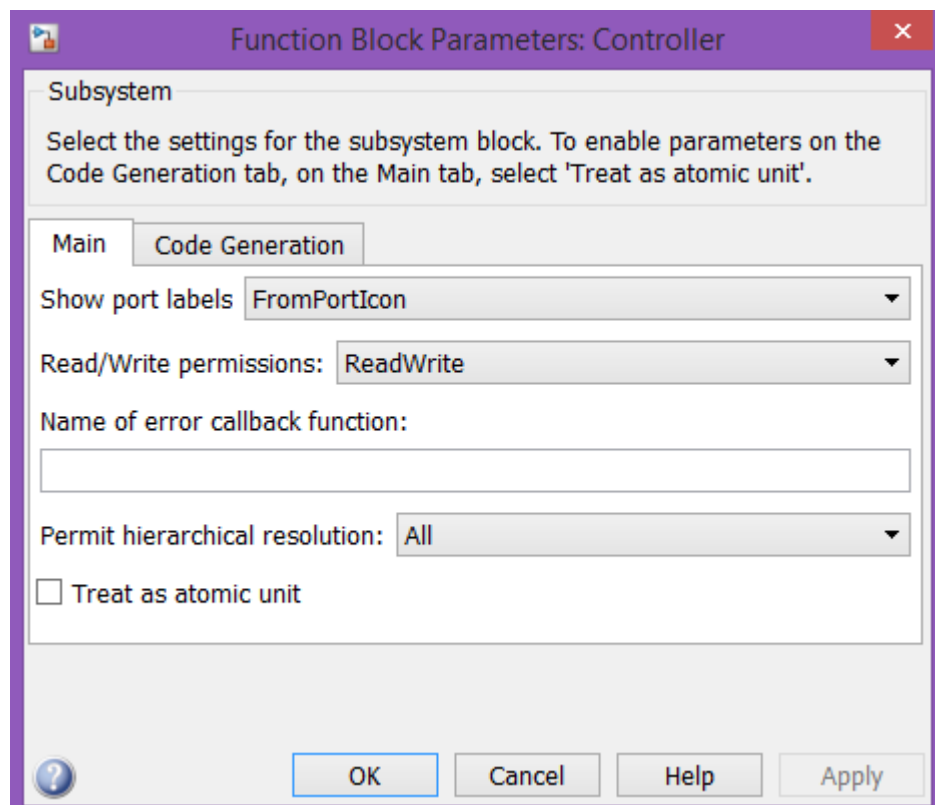 Function Block Parameters: Controller
Subsystem
Select the settings for the subsystem block. To enable parameters on the
Code Generation tab, on the Main tab, select 'Treat as atomic unit'.
Main Code Generation
Show port labels FromPortIcon
Read/Write permissions: ReadWrite
Name of error callback function:
Permit hierarchical resolution: All
Treat as atomic unit
OK Cancel Help Apply